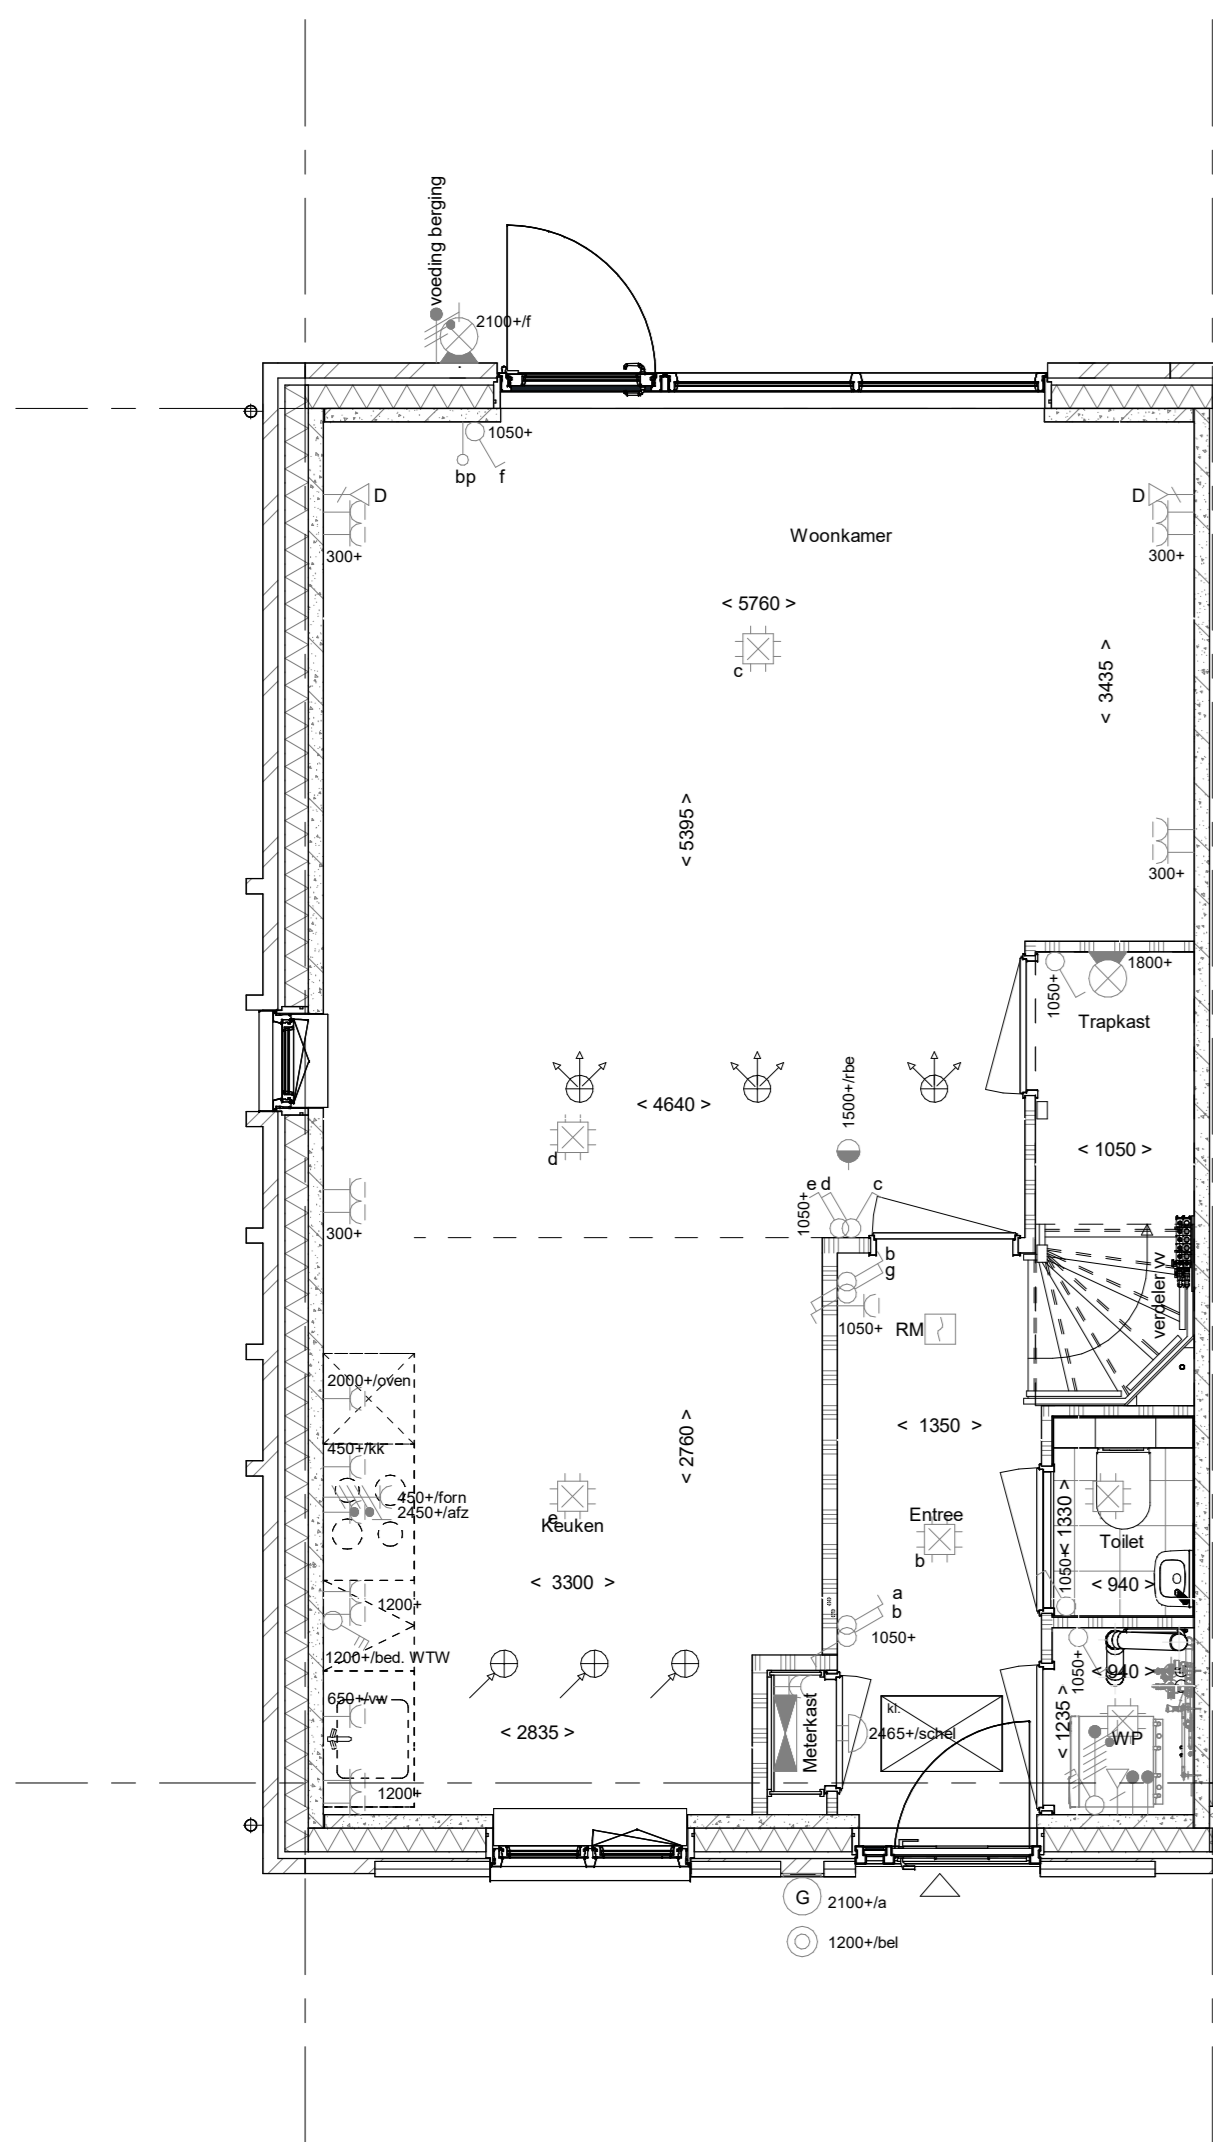 voeding berging
2100+/f
1050+
bp
f
D
D
300+
300+
Woonkamer
< 5760 >
c
< 3435 >
< 5395 >
300+
1050+
1800+
Trapkast
< 4640 >
1500+/rbe
d
< 1050 >
e d
c
1050+
300+
b
g
1050+
RM
verdeler vv
2000+/oven
450+/kk
450+/forn
2450+/afz
< 2760 >
< 1350 >
e
Keuken
Entree
b
< 1330 >
Toilet
1050+
< 940 >
< 3300 >
1200+
a
b
1050+
1200+/bed. WTW
650+/vw
1050+
< 940 >
< 1235 >
WP
< 2835 >
Meterkast
kl.
2465+/schel
1200+
G
2100+/a
1200+/bel